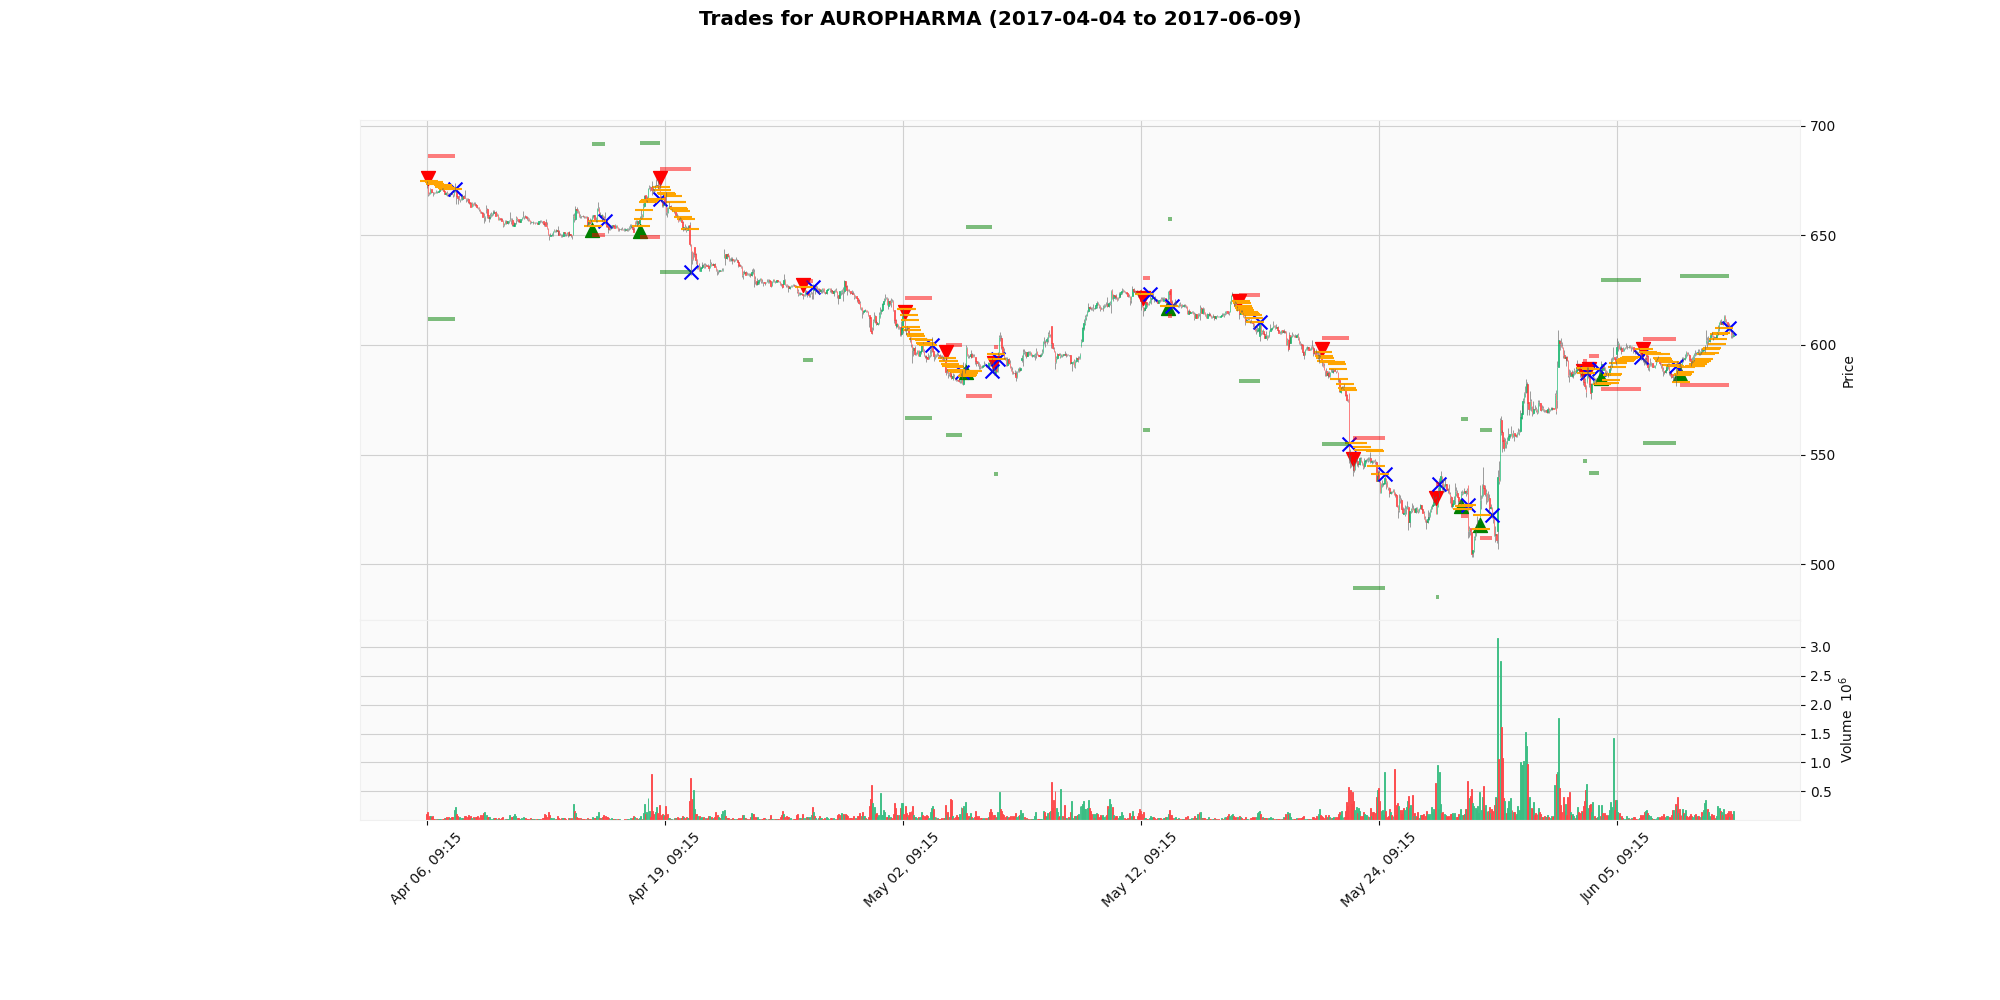 Trades for AUROPHARMA (2017-04-04 to 2017-06-09)
700
650
600
550
500
Price
3.0
2.5
2.0
1.5
1.0
0.5
Volume 10⁶
Apr 06, 09:15
Apr 19, 09:15
May 02, 09:15
May 12, 09:15
May 24, 09:15
Jun 05, 09:15